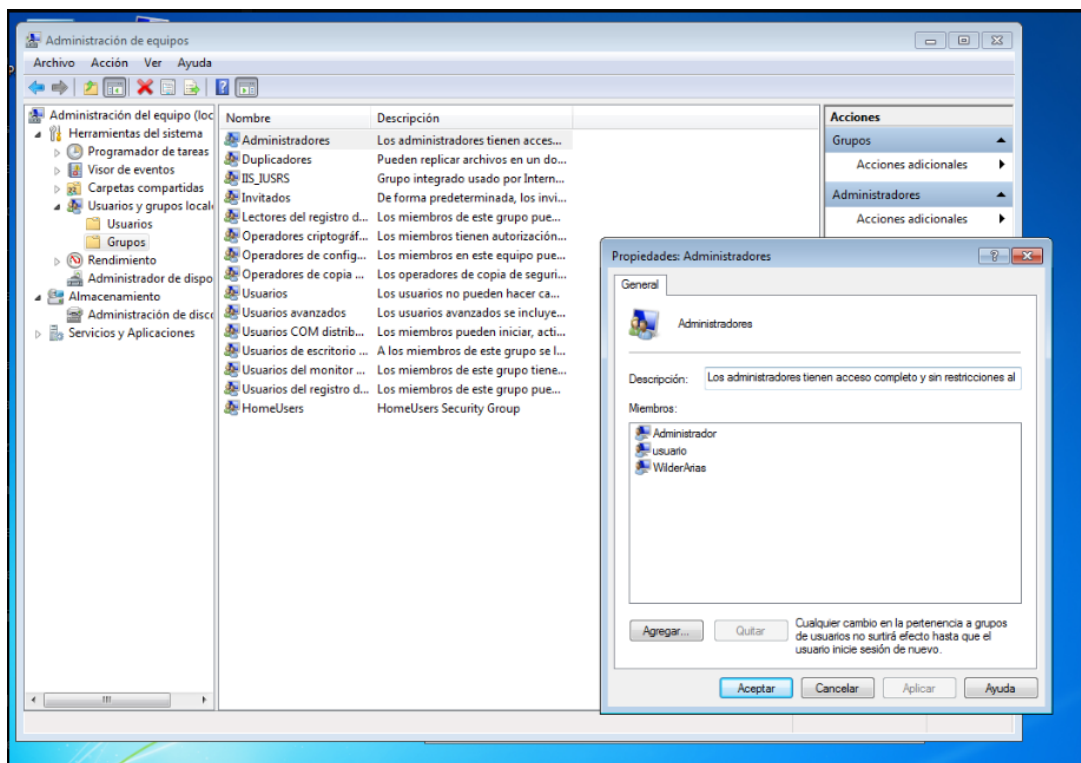 Administración de equipos
Archivo Acción Ver Ayuda
Administración del equipo (loc
Herramientas del sistema
Programador de tareas
Visor de eventos
Carpetas compartidas
Usuarios y grupos locale
Usuarios
Grupos
Rendimiento
Administrador de dispo
Almacenamiento
Administración de disco
Servicios y Aplicaciones
Nombre Descripción
Administradores Los administradores tienen acces...
Duplicadores Pueden replicar archivos en un do...
IIS_IUSRS Grupo integrado usado por Intern...
Invitados De forma predeterminada, los invi...
Lectores del registro d... Los miembros de este grupo pue...
Operadores criptográf... Los miembros tienen autorización...
Operadores de config... Los miembros en este equipo pue...
Operadores de copia ... Los operadores de copia de seguri...
Usuarios Los usuarios no pueden hacer ca...
Usuarios avanzados Los usuarios avanzados se incluye...
Usuarios COM distrib... Los miembros pueden iniciar, acti...
Usuarios de escritorio ... A los miembros de este grupo se l...
Usuarios del monitor ... Los miembros de este grupo tiene...
Usuarios del registro d... Los miembros de este grupo pue...
HomeUsers HomeUsers Security Group
Acciones
Grupos
Acciones adicionales
Administradores
Acciones adicionales
Propiedades: Administradores
General
Administradores
Descripción: Los administradores tienen acceso completo y sin restricciones al
Miembros:
Administrador
usuario
WilderArias
Agregar... Quitar
Cualquier cambio en la pertenencia a grupos
de usuarios no surtirá efecto hasta que el
usuario inicie sesión de nuevo.
Aceptar Cancelar Aplicar Ayuda